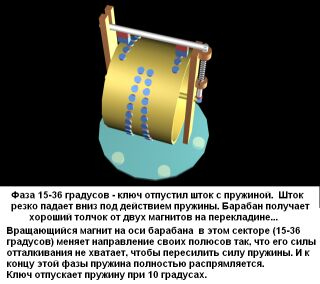 Фаза 15-36 градусов - ключ отпустил шток с пружиной. Шток
резко падает вниз под действием пружины. Барабан получает
хороший толчок от двух магнитов на перекладине...
Вращающийся магнит на оси барабана в этом секторе (15-36
градусов) меняет направление своих полюсов так, что его силы
отталкивания не хватает, чтобы пересилить силу пружины. И к
концу этой фазы пружина полностью распрямляется.
Ключ отпускает пружину при 10 градусах.